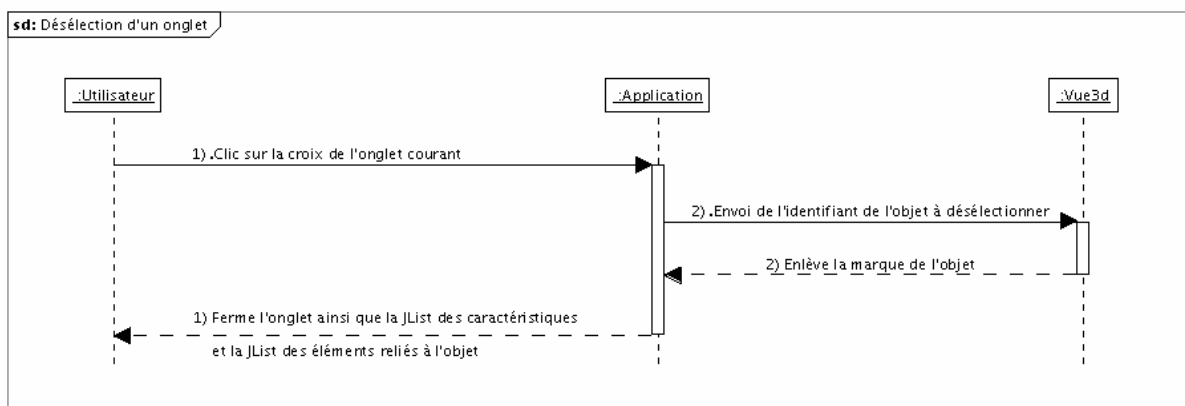 sd: Désélection d'un onglet
:Utilisateur
:Application
:Vue3d
1) .Clic sur la croix de l'onglet courant
2) .Envoi de l'identifiant de l'objet à désélectionner
2) Enlève la marque de l'objet
1) Ferme l'onglet ainsi que la JList des caractéristiques
et la JList des éléments reliés à l'objet